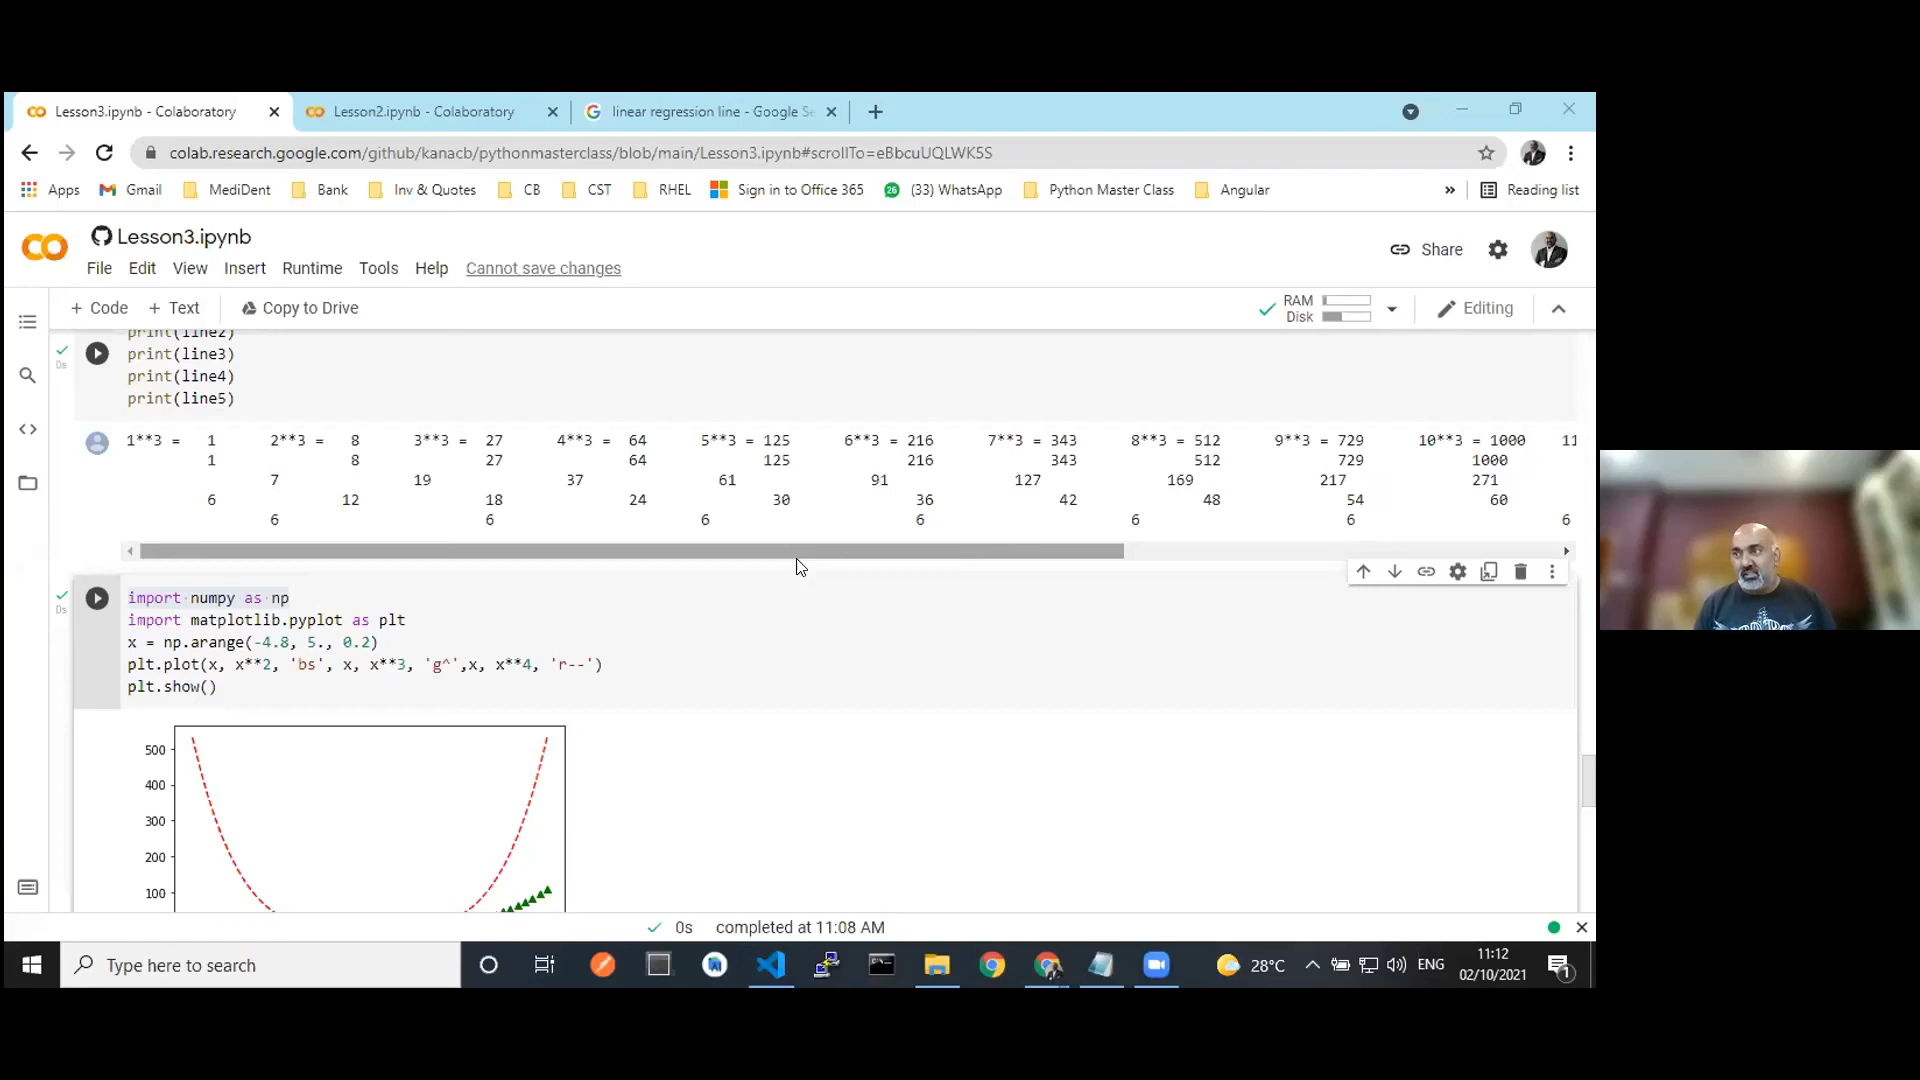 Lesson3.ipynb - Colaboratory
Lesson2.ipynb - Colaboratory
linear regression line - Google Se
colab.research.google.com/github/kanacb/pythonmasterclass/blob/main/Lesson3.ipynb#scrollTo=eBbcuUQLWK5S
Apps Gmail MediDent Bank Inv & Quotes CB CST RHEL Sign in to Office 365 26 (33) WhatsApp Python Master Class Angular » Reading list
CO Lesson3.ipynb
Share
File Edit View Insert Runtime Tools Help Cannot save changes
+ Code + Text Copy to Drive
RAM
Disk
Editing
print(line2)
0s print(line3)
print(line4)
print(line5)
1**3 = 1 2**3 = 8 3**3 = 27 4**3 = 64 5**3 = 125 6**3 = 216 7**3 = 343 8**3 = 512 9**3 = 729 10**3 = 1000 11
1 8 27 64 125 216 343 512 729 1000
7 19 37 61 91 127 169 217 271
6 12 18 24 30 36 42 48 54 60
6 6 6 6 6 6 6
0s import numpy as np
import matplotlib.pyplot as plt
x = np.arange(-4.8, 5., 0.2)
plt.plot(x, x**2, 'bs', x, x**3, 'g^',x, x**4, 'r--')
plt.show()
500
400
300
200
100
0s completed at 11:08 AM
Type here to search
28°C
ENG
11:12
02/10/2021
1